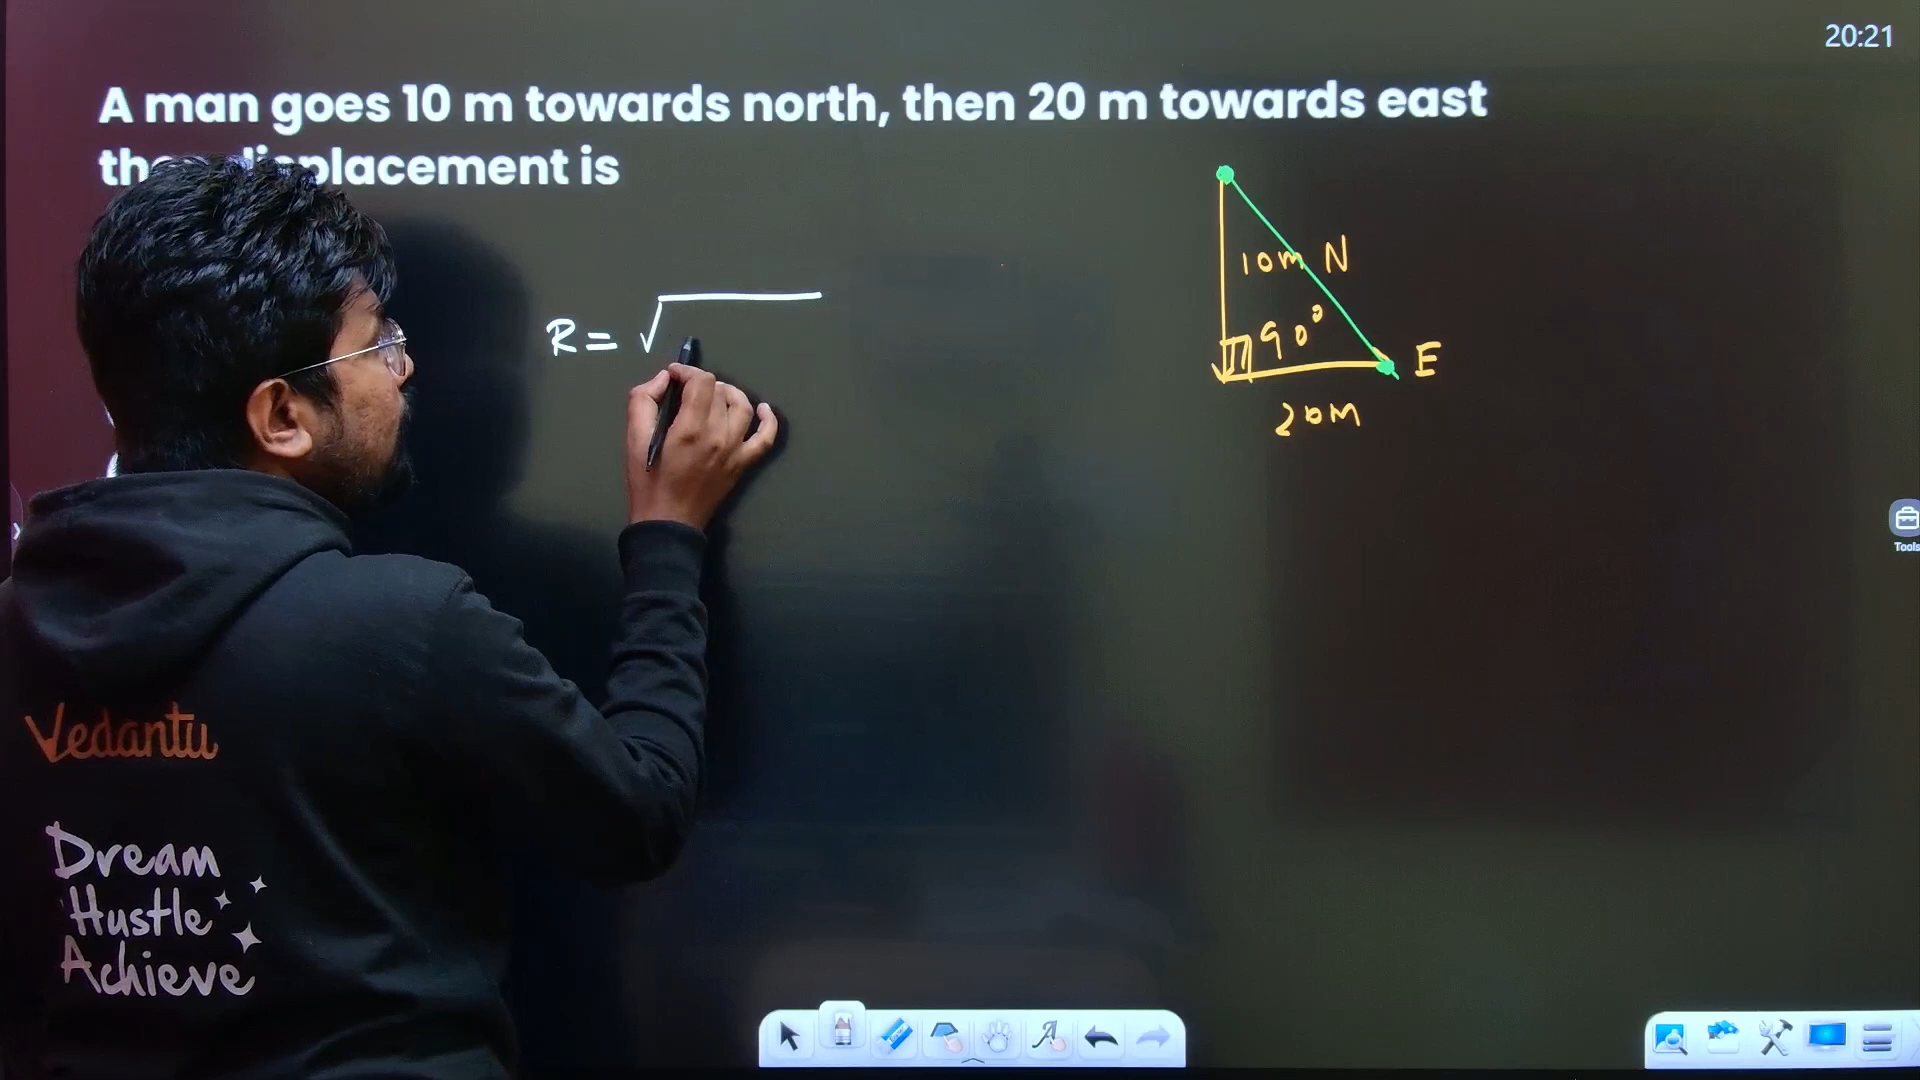 20:21
A man goes 10 m towards north, then 20 m towards east
displacement is
10m N
R = √
90°
E
20m
Tools
Vedantu
Dream
Hustle
Achieve